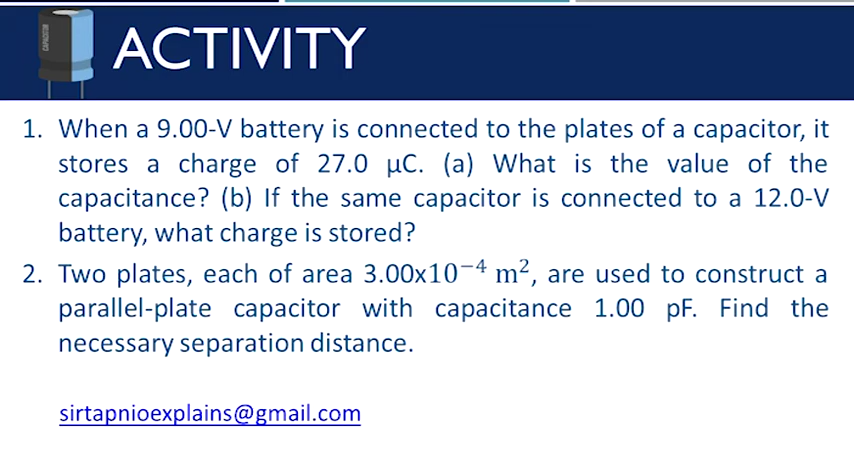 CAPACITOR
ACTIVITY
1. When a 9.00-V battery is connected to the plates of a capacitor, it
stores a charge of 27.0 µC. (a) What is the value of the
capacitance? (b) If the same capacitor is connected to a 12.0-V
battery, what charge is stored?
2. Two plates, each of area 3.00x10⁻⁴ m², are used to construct a
parallel-plate capacitor with capacitance 1.00 pF. Find the
necessary separation distance.
sirtapnioexplains@gmail.com